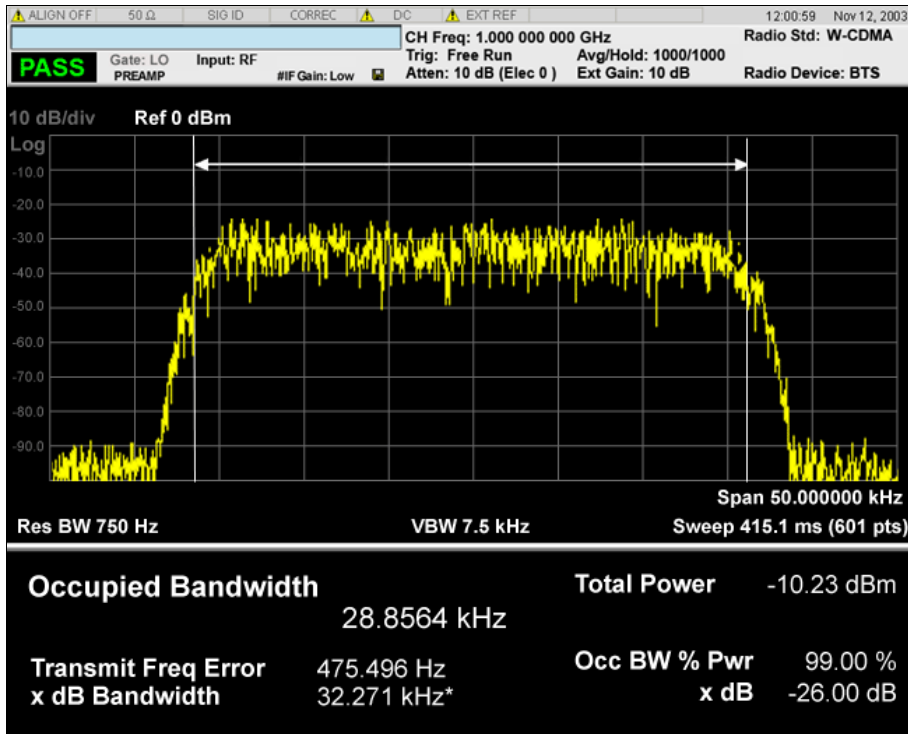 ALIGN OFF 50 Ω SIG ID CORREC DC EXT REF 12:00:59 Nov 12, 2003
CH Freq: 1.000 000 000 GHz Radio Std: W-CDMA
PASS Gate: LO Input: RF Trig: Free Run Avg/Hold: 1000/1000
PREAMP #IF Gain: Low Atten: 10 dB (Elec 0 ) Ext Gain: 10 dB Radio Device: BTS
10 dB/div Ref 0 dBm
Log
-10.0
-20.0
-30.0
-40.0
-50.0
-60.0
-70.0
-80.0
-90.0
Span 50.000000 kHz
Res BW 750 Hz VBW 7.5 kHz Sweep 415.1 ms (601 pts)
Occupied Bandwidth Total Power -10.23 dBm
28.8564 kHz
Transmit Freq Error 475.496 Hz Occ BW % Pwr 99.00 %
x dB Bandwidth 32.271 kHz* x dB -26.00 dB